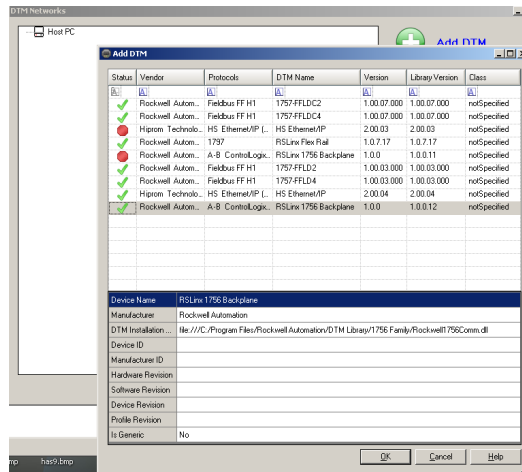 DTM Networks
Host PC
Add DTM
Add DTM
Status Vendor Protocols DTM Name Version Library Version Class
Rockwell Autom... Fieldbus FF H1 1757-FFLDC2 1.00.07.000 1.00.07.000 notSpecified
Rockwell Autom... Fieldbus FF H1 1757-FFLDC4 1.00.07.000 1.00.07.000 notSpecified
Hiprom Technolo... HS Ethernet/IP (... HS Ethernet/IP 2.00.03 2.00.03 notSpecified
Rockwell Autom... 1797 RSLinx Flex Rail 1.0.7.17 1.0.7.17 notSpecified
Rockwell Autom... A-B ControlLogix... RSLinx 1756 Backplane 1.0.0 1.0.0.11 notSpecified
Rockwell Autom... Fieldbus FF H1 1757-FFLD2 1.00.03.000 1.00.03.000 notSpecified
Rockwell Autom... Fieldbus FF H1 1757-FFLD4 1.00.03.000 1.00.03.000 notSpecified
Hiprom Technolo... HS Ethernet/IP (... HS Ethernet/IP 2.00.04 2.00.04 notSpecified
Rockwell Autom... A-B ControlLogix... RSLinx 1756 Backplane 1.0.0 1.0.0.12 notSpecified
Device Name RSLinx 1756 Backplane
Manufacturer Rockwell Automation
DTM Installation ... file:///C:/Program Files/Rockwell Automation/DTM Library/1756 Family/Rockwell1756Comm.dll
Device ID
Manufacturer ID
Hardware Revision
Software Revision
Device Revision
Profile Revision
Is Generic No
OK Cancel Help
mp has9.bmp